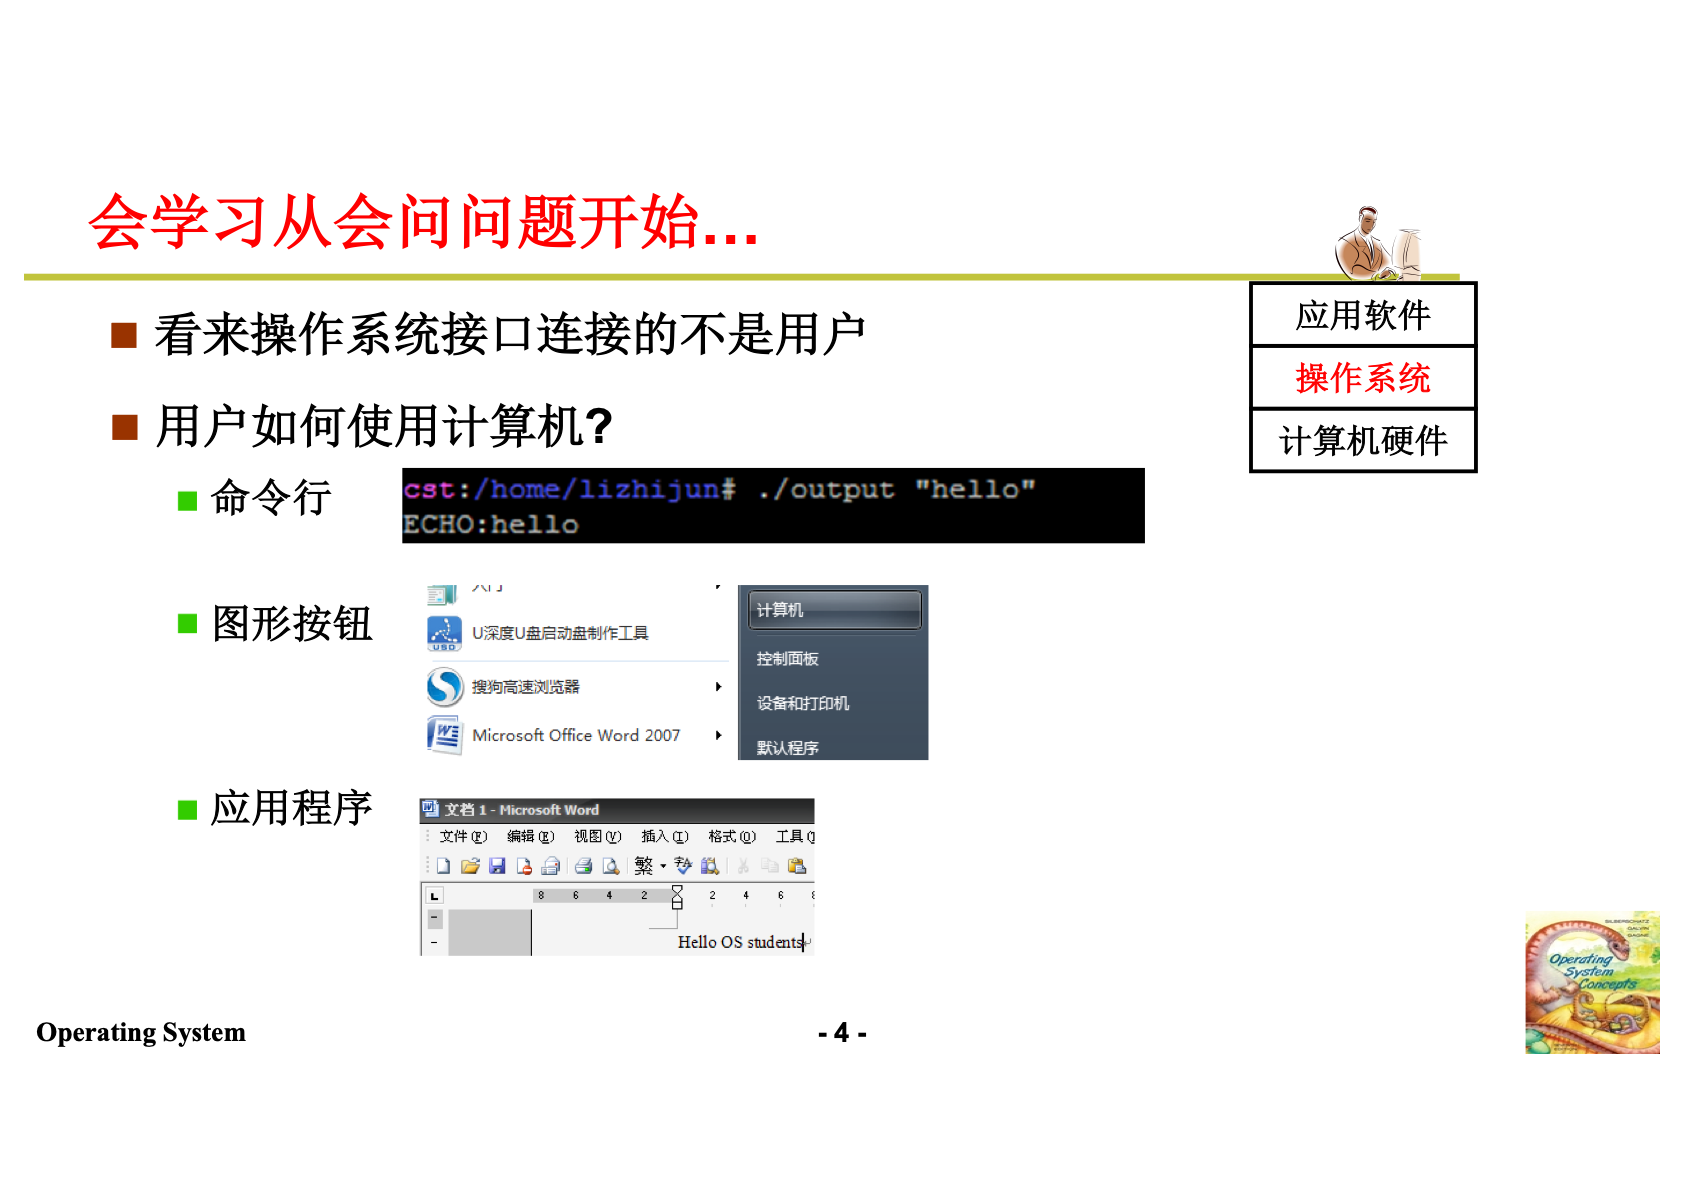 会学习从会问问题开始…
应用软件
操作系统
计算机硬件
看来操作系统接口连接的不是用户
用户如何使用计算机?
命令行
cst:/home/lizhijun# ./output "hello"
ECHO:hello
图形按钮
入门
U深度U盘启动盘制作工具
搜狗高速浏览器
Microsoft Office Word 2007
计算机
控制面板
设备和打印机
默认程序
应用程序
文档 1 - Microsoft Word
文件(F) 编辑(E) 视图(V) 插入(I) 格式(O) 工具(
繁
8 6 4 2 2 4 6 8
Hello OS students
SILBERSCHATZ
GALVIN
GAGNE
Operating
System
Concepts
Operating System
- 4 -